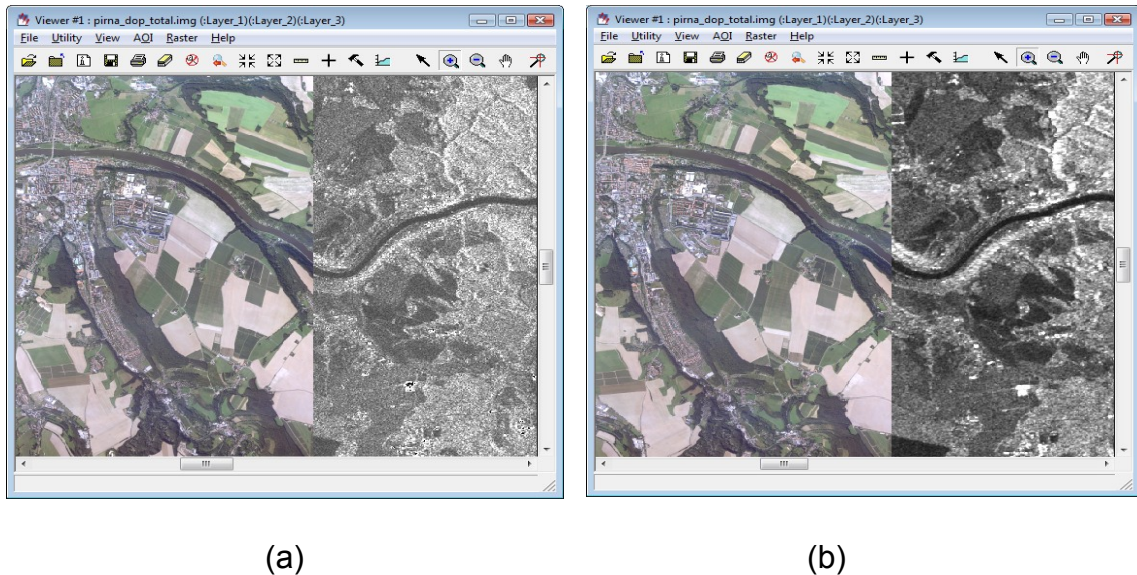 Viewer #1 : pirna_dop_total.img (:Layer_1)(:Layer_2)(:Layer_3)
File Utility View AOI Raster Help
Viewer #1 : pirna_dop_total.img (:Layer_1)(:Layer_2)(:Layer_3)
File Utility View AOI Raster Help
(a)
(b)